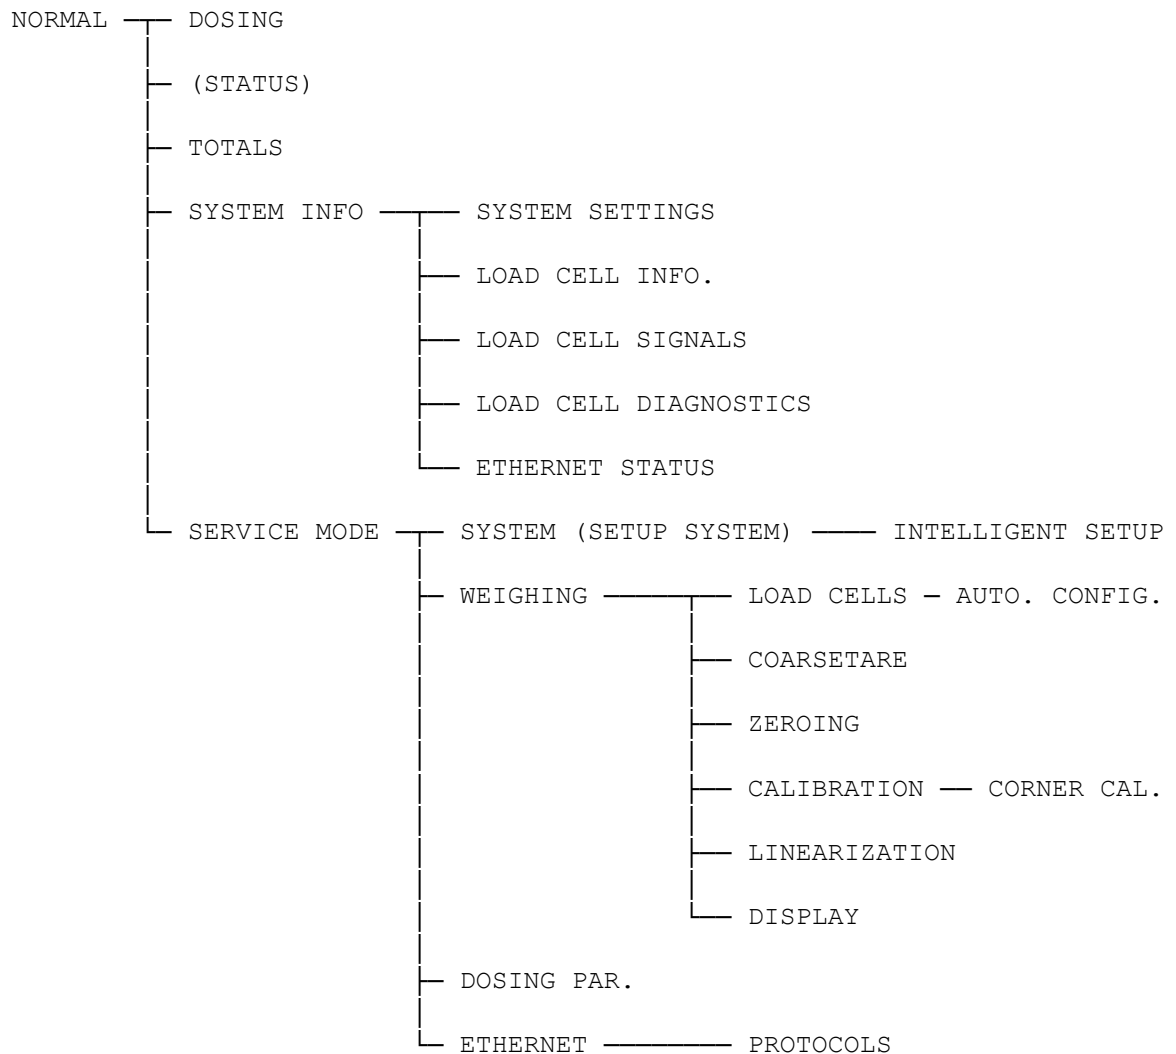 NORMAL DOSING
(STATUS)
TOTALS
SYSTEM INFO SYSTEM SETTINGS
LOAD CELL INFO.
LOAD CELL SIGNALS
LOAD CELL DIAGNOSTICS
ETHERNET STATUS
SERVICE MODE SYSTEM (SETUP SYSTEM) INTELLIGENT SETUP
WEIGHING LOAD CELLS AUTO. CONFIG.
COARSETARE
ZEROING
CALIBRATION CORNER CAL.
LINEARIZATION
DISPLAY
DOSING PAR.
ETHERNET PROTOCOLS